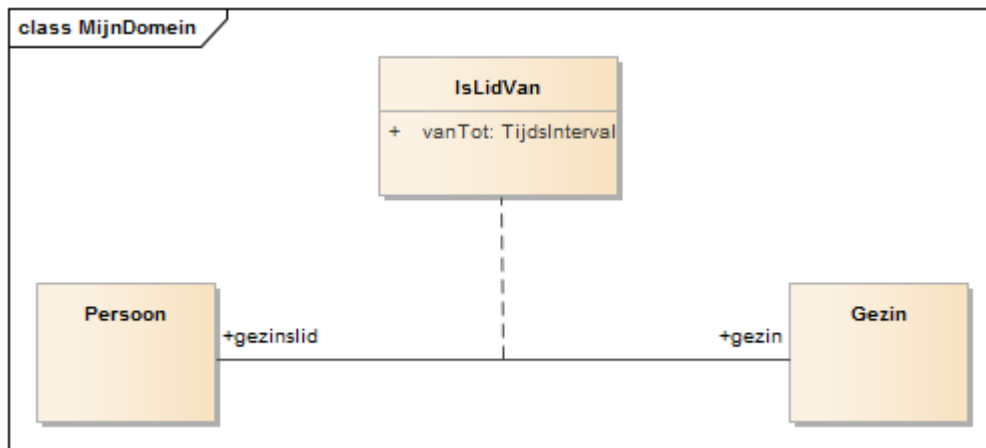 class MijnDomein
IsLidVan
+ vanTot: TijdsInterval
Persoon
+gezinslid
+gezin
Gezin